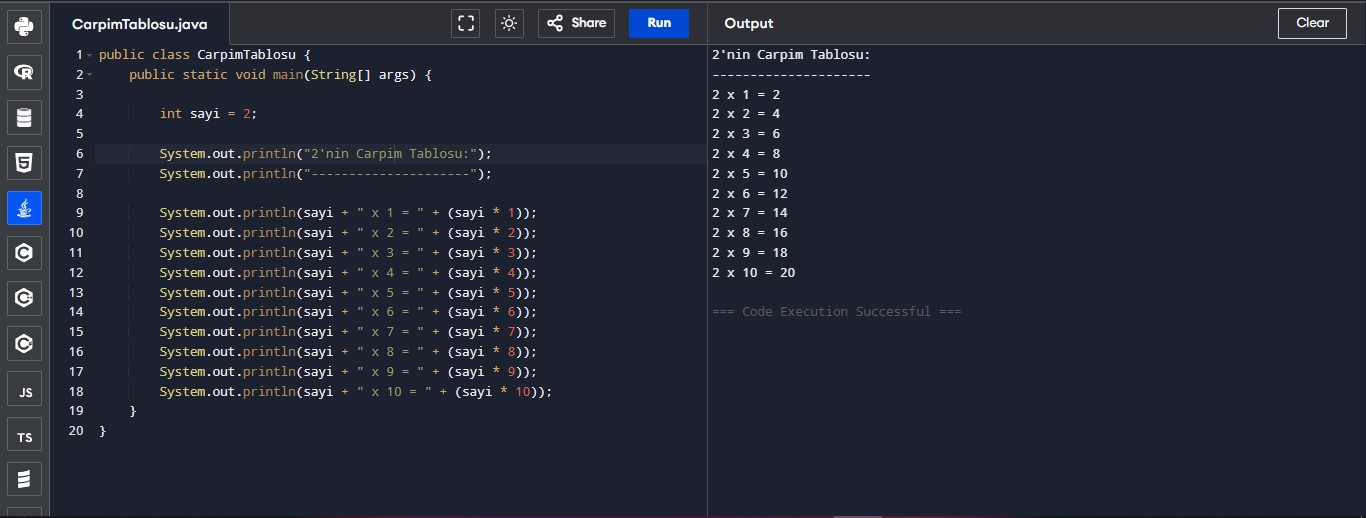 CarpimTablosu.java
Share
Run
Output
Clear
1 public class CarpimTablosu {
2     public static void main(String[] args) {
3
4         int sayi = 2;
5
6         System.out.println("2'nin Carpim Tablosu:");
7         System.out.println("---------------------");
8
9         System.out.println(sayi + " x 1 = " + (sayi * 1));
10         System.out.println(sayi + " x 2 = " + (sayi * 2));
11         System.out.println(sayi + " x 3 = " + (sayi * 3));
12         System.out.println(sayi + " x 4 = " + (sayi * 4));
13         System.out.println(sayi + " x 5 = " + (sayi * 5));
14         System.out.println(sayi + " x 6 = " + (sayi * 6));
15         System.out.println(sayi + " x 7 = " + (sayi * 7));
16         System.out.println(sayi + " x 8 = " + (sayi * 8));
17         System.out.println(sayi + " x 9 = " + (sayi * 9));
18         System.out.println(sayi + " x 10 = " + (sayi * 10));
19     }
20 }
2'nin Carpim Tablosu:
---------------------
2 x 1 = 2
2 x 2 = 4
2 x 3 = 6
2 x 4 = 8
2 x 5 = 10
2 x 6 = 12
2 x 7 = 14
2 x 8 = 16
2 x 9 = 18
2 x 10 = 20
=== Code Execution Successful ===
R
5
C
C
C
JS
TS